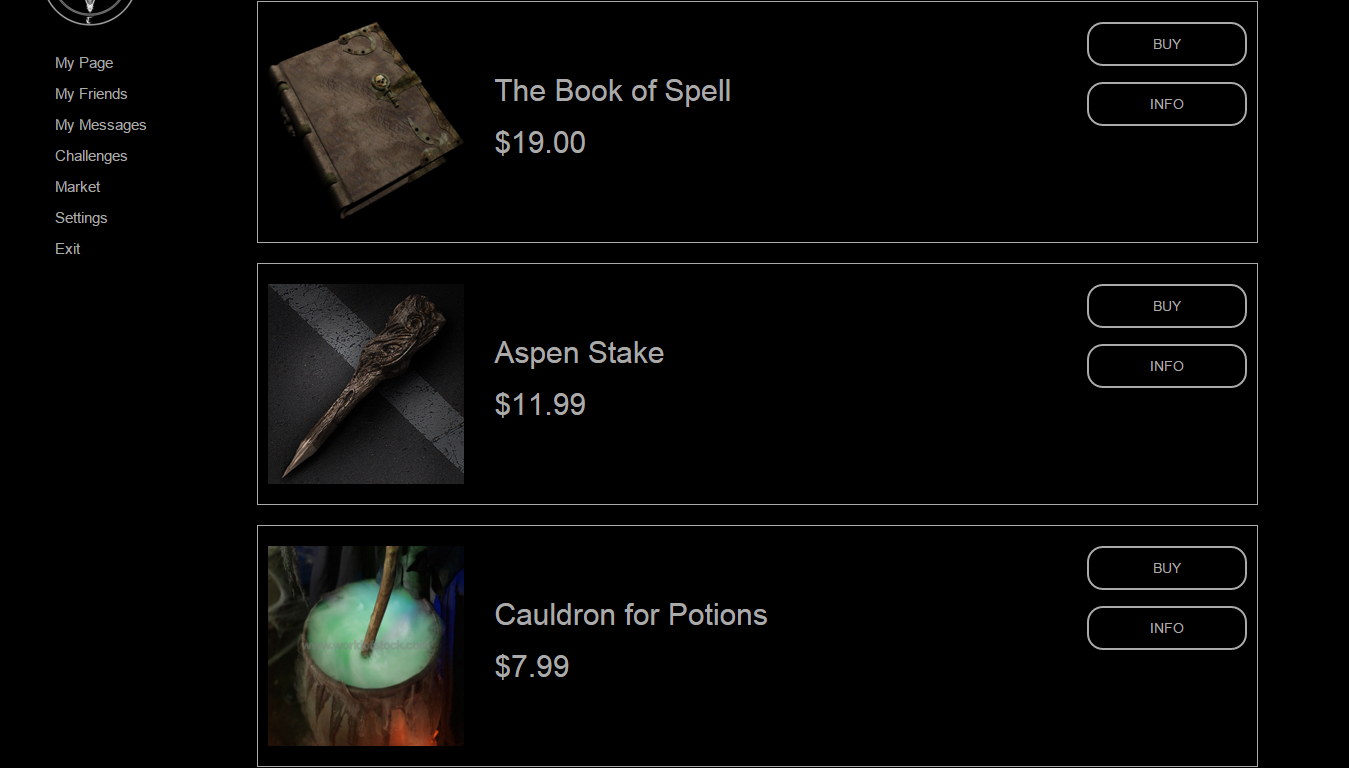 My Page
My Friends
My Messages
Challenges
Market
Settings
Exit
The Book of Spell
$19.00
BUY
INFO
Aspen Stake
$11.99
BUY
INFO
Cauldron for Potions
$7.99
BUY
INFO